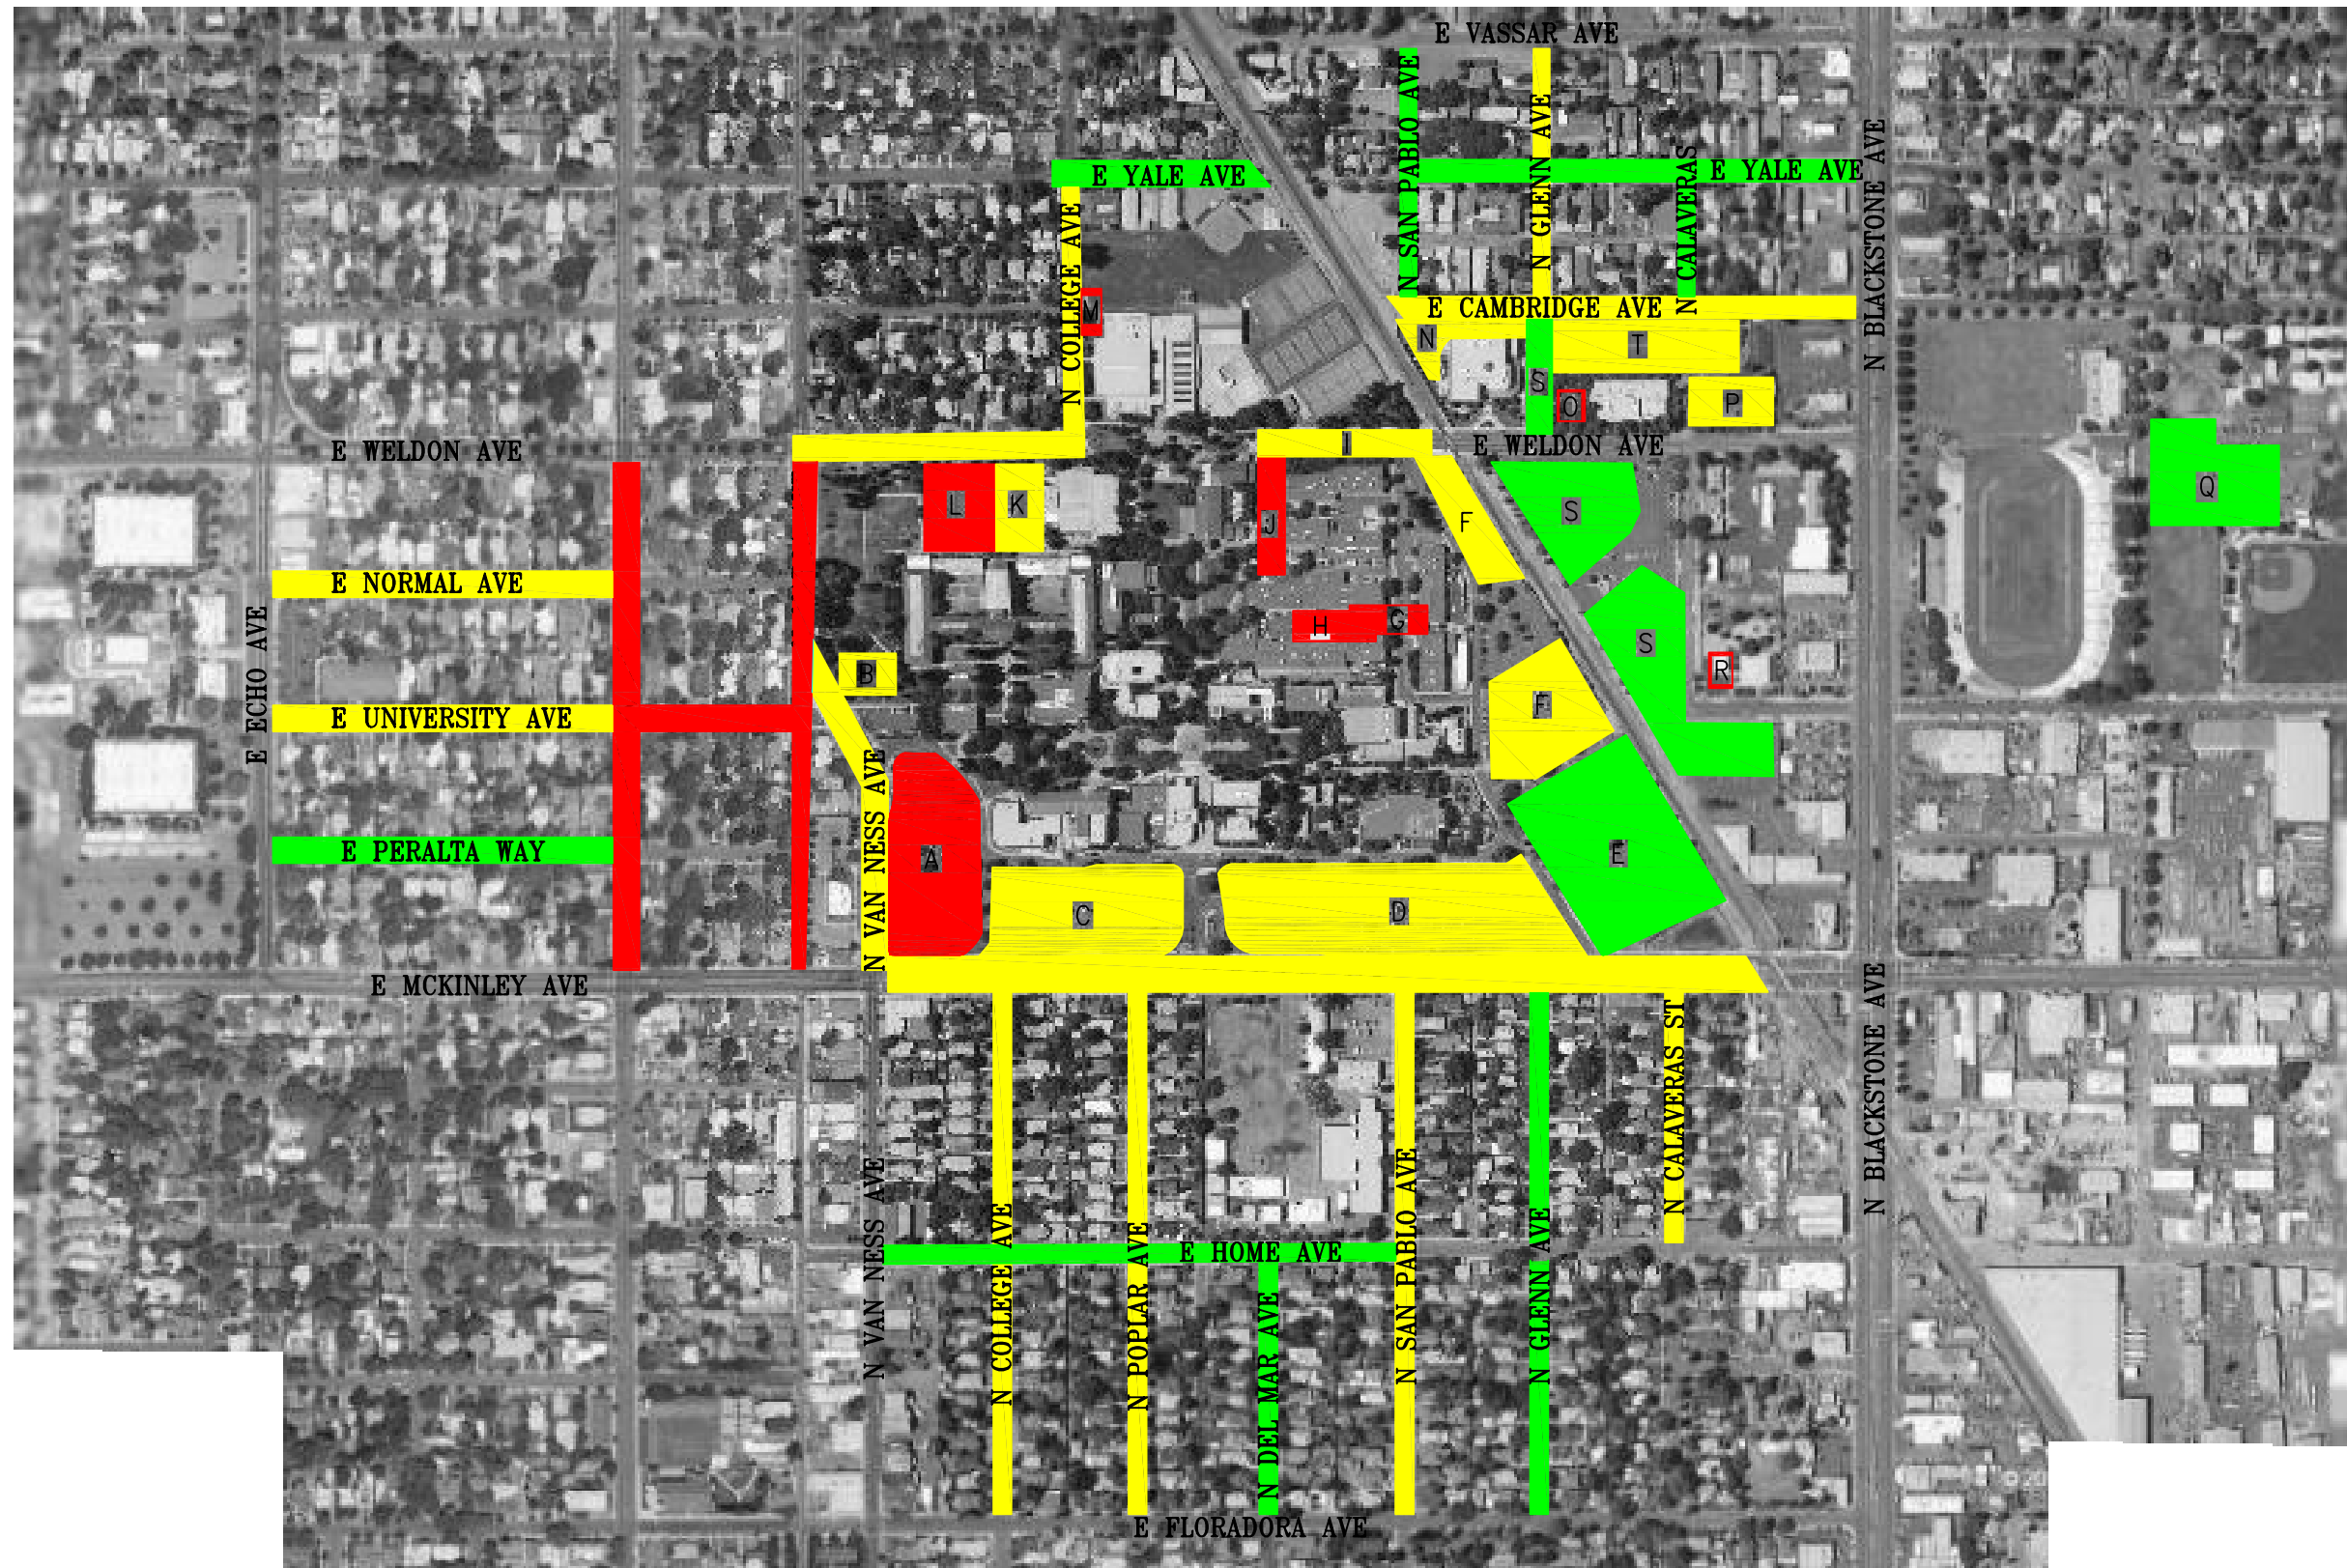 E VASSAR AVE
N SAN PABLO AVE
N GLENN AVE
N CALAVERAS
E YALE AVE
E YALE AVE
N BLACKSTONE AVE
N COLLEGE AVE
M
E CAMBRIDGE AVE
N
T
S
O
P
E WELDON AVE
I
E WELDON AVE
L
K
J
F
S
Q
E NORMAL AVE
E ECHO AVE
H
G
S
R
B
F
E UNIVERSITY AVE
N VAN NESS AVE
E PERALTA WAY
A
E
C
D
E MCKINLEY AVE
N BLACKSTONE AVE
N CALAVERAS ST
N VAN NESS AVE
N COLLEGE AVE
N POPLAR AVE
E HOME AVE
N DEL MAR AVE
N SAN PABLO AVE
N GLENN AVE
E FLORADORA AVE